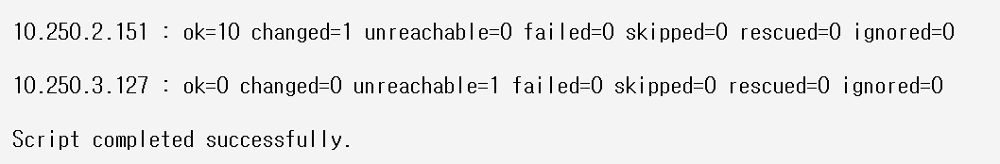 10.250.2.151 : ok=10 changed=1 unreachable=0 failed=0 skipped=0 rescued=0 ignored=0
10.250.3.127 : ok=0 changed=0 unreachable=1 failed=0 skipped=0 rescued=0 ignored=0
Script completed successfully.